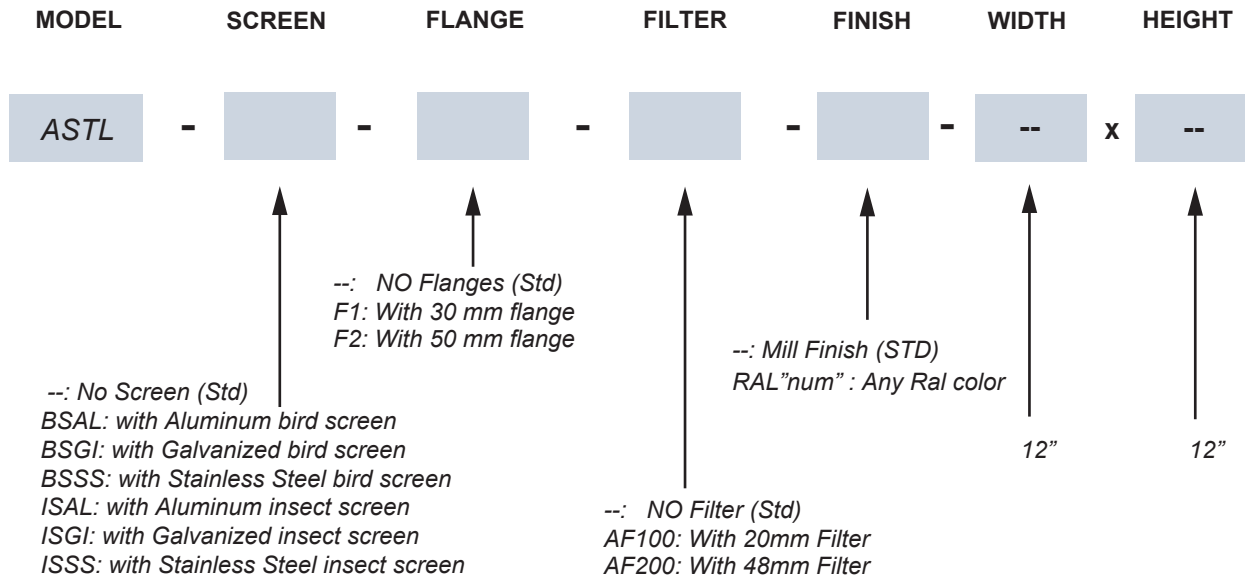 MODEL SCREEN FLANGE FILTER FINISH WIDTH HEIGHT
ASTL - - - - - -- x --
--: NO Flanges (Std)
F1: With 30 mm flange
F2: With 50 mm flange
--: Mill Finish (STD)
RAL”num” : Any Ral color
--: No Screen (Std)
BSAL: with Aluminum bird screen
BSGI: with Galvanized bird screen
BSSS: with Stainless Steel bird screen
ISAL: with Aluminum insect screen
ISGI: with Galvanized insect screen
ISSS: with Stainless Steel insect screen
12” 12”
--: NO Filter (Std)
AF100: With 20mm Filter
AF200: With 48mm Filter